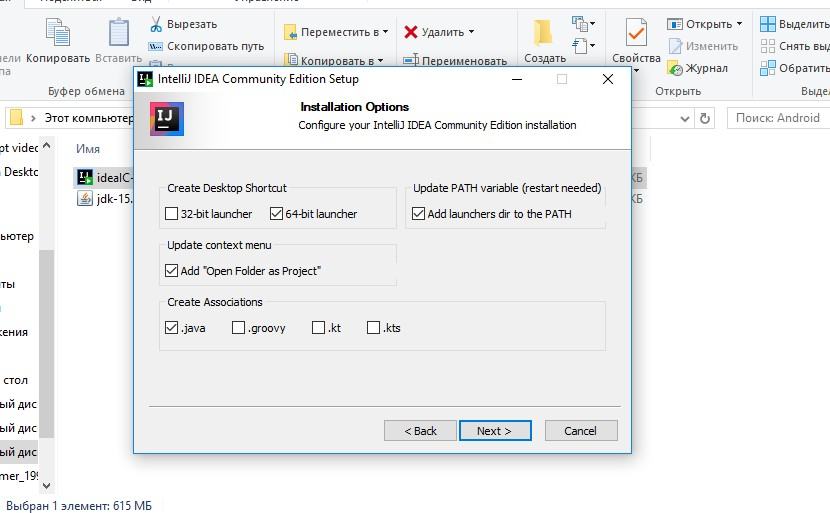 Копировать
Вырезать
Скопировать путь
Переместить в
Копировать в
Удалить
Переименовать
Создать
Свойства
Открыть
Изменить
Журнал
Выделить
Снять выд
Обратить
Буфер обмена
Открыть
Выдел
Этот компьютер
Поиск: Android
Имя
idealC-
КБ
jdk-15.
КБ
IntelliJ IDEA Community Edition Setup
Installation Options
Configure your IntelliJ IDEA Community Edition installation
Create Desktop Shortcut
32-bit launcher
64-bit launcher
Update PATH variable (restart needed)
Add launchers dir to the PATH
Update context menu
Add "Open Folder as Project"
Create Associations
.java
.groovy
.kt
.kts
< Back
Next >
Cancel
pt videc
Deskto
ьютер
ты
жения
стол
ый дис
ый дис
ый дис
mer_199
Выбран 1 элемент: 615 МБ